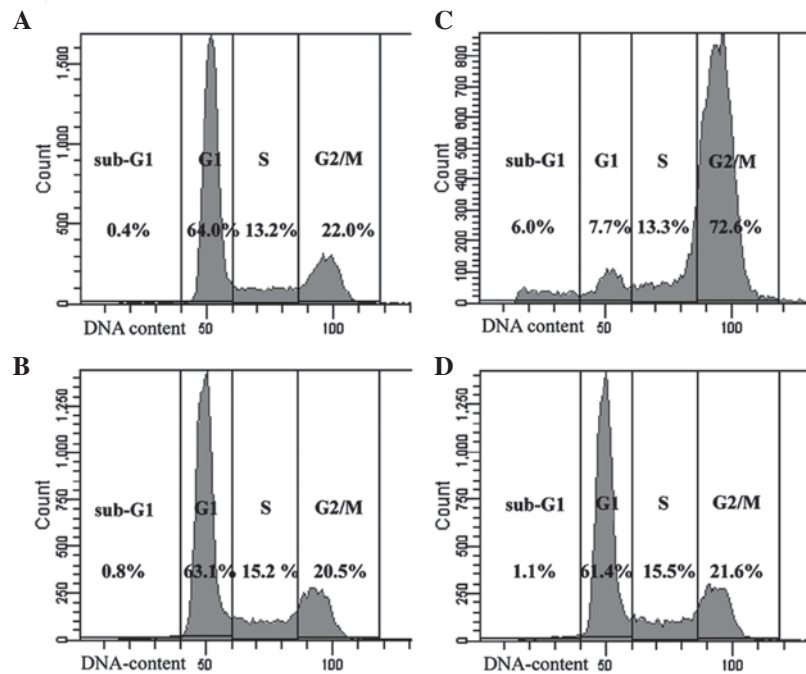 A
Count
1,500
1,000
500
0
sub-G1 G1 S G2/M
0.4% 64.0% 13.2% 22.0%
DNA content 50 100
C
Count
800
700
600
500
400
300
200
100
0
sub-G1 G1 S G2/M
6.0% 7.7% 13.3% 72.6%
DNA content 50 100
B
Count
1,250
1,000
750
500
250
0
sub-G1 G1 S G2/M
0.8% 63.1% 15.2 % 20.5%
DNA-content 50 100
D
Count
1,250
1,000
750
500
250
0
sub-G1 G1 S G2/M
1.1% 61.4% 15.5% 21.6%
DNA-content 50 100